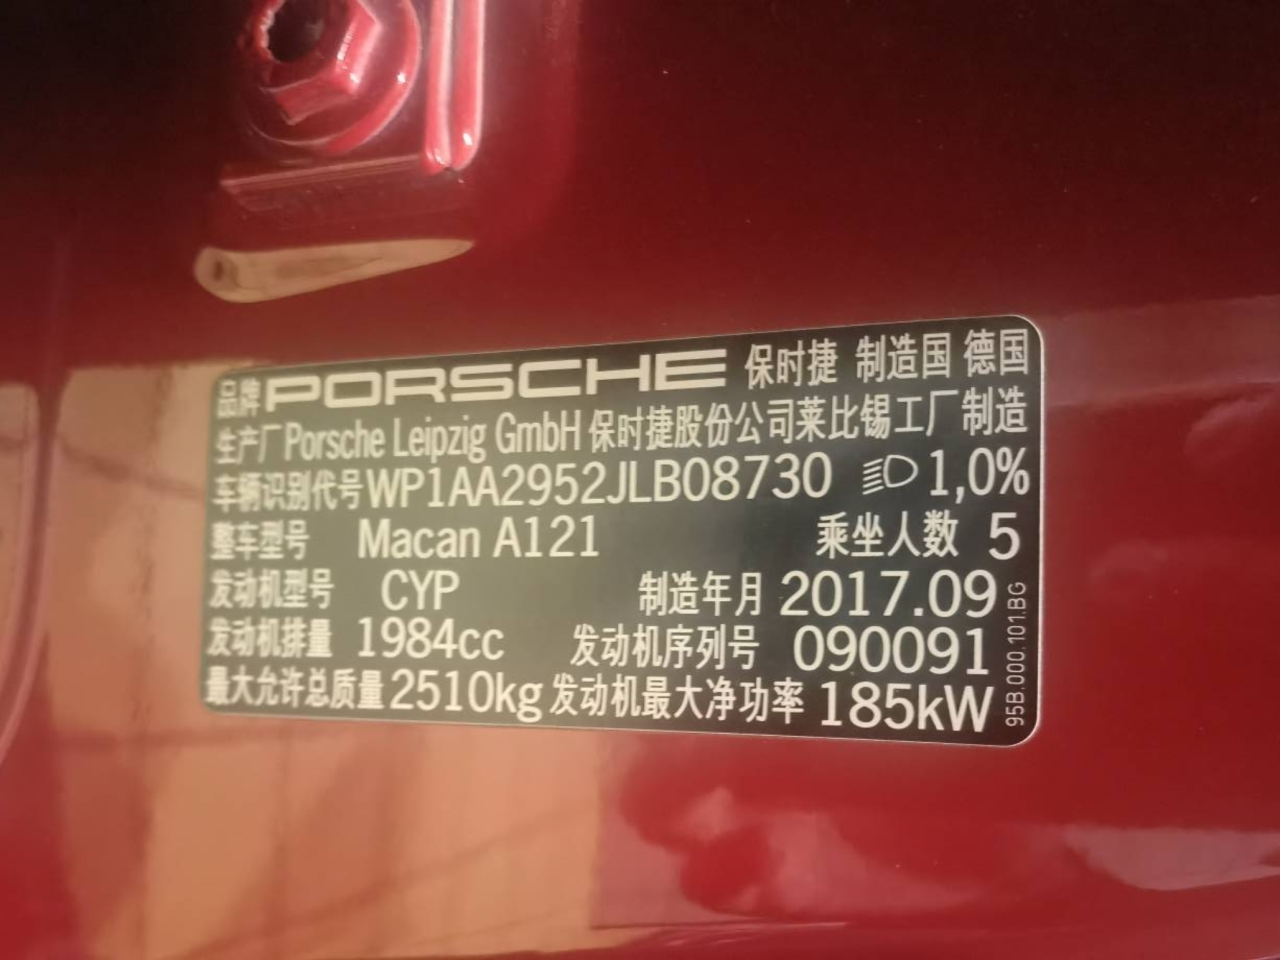 品牌 PORSCHE 保时捷 制造国 德国
生产厂 Porsche Leipzig GmbH 保时捷股份公司莱比锡工厂制造
车辆识别代号 WP1AA2952JLB08730 1,0%
整车型号 Macan A121 乘坐人数 5
发动机型号 CYP 制造年月 2017.09
发动机排量 1984cc 发动机序列号 090091
最大允许总质量 2510kg 发动机最大净功率 185kW
95B.000.101.BG